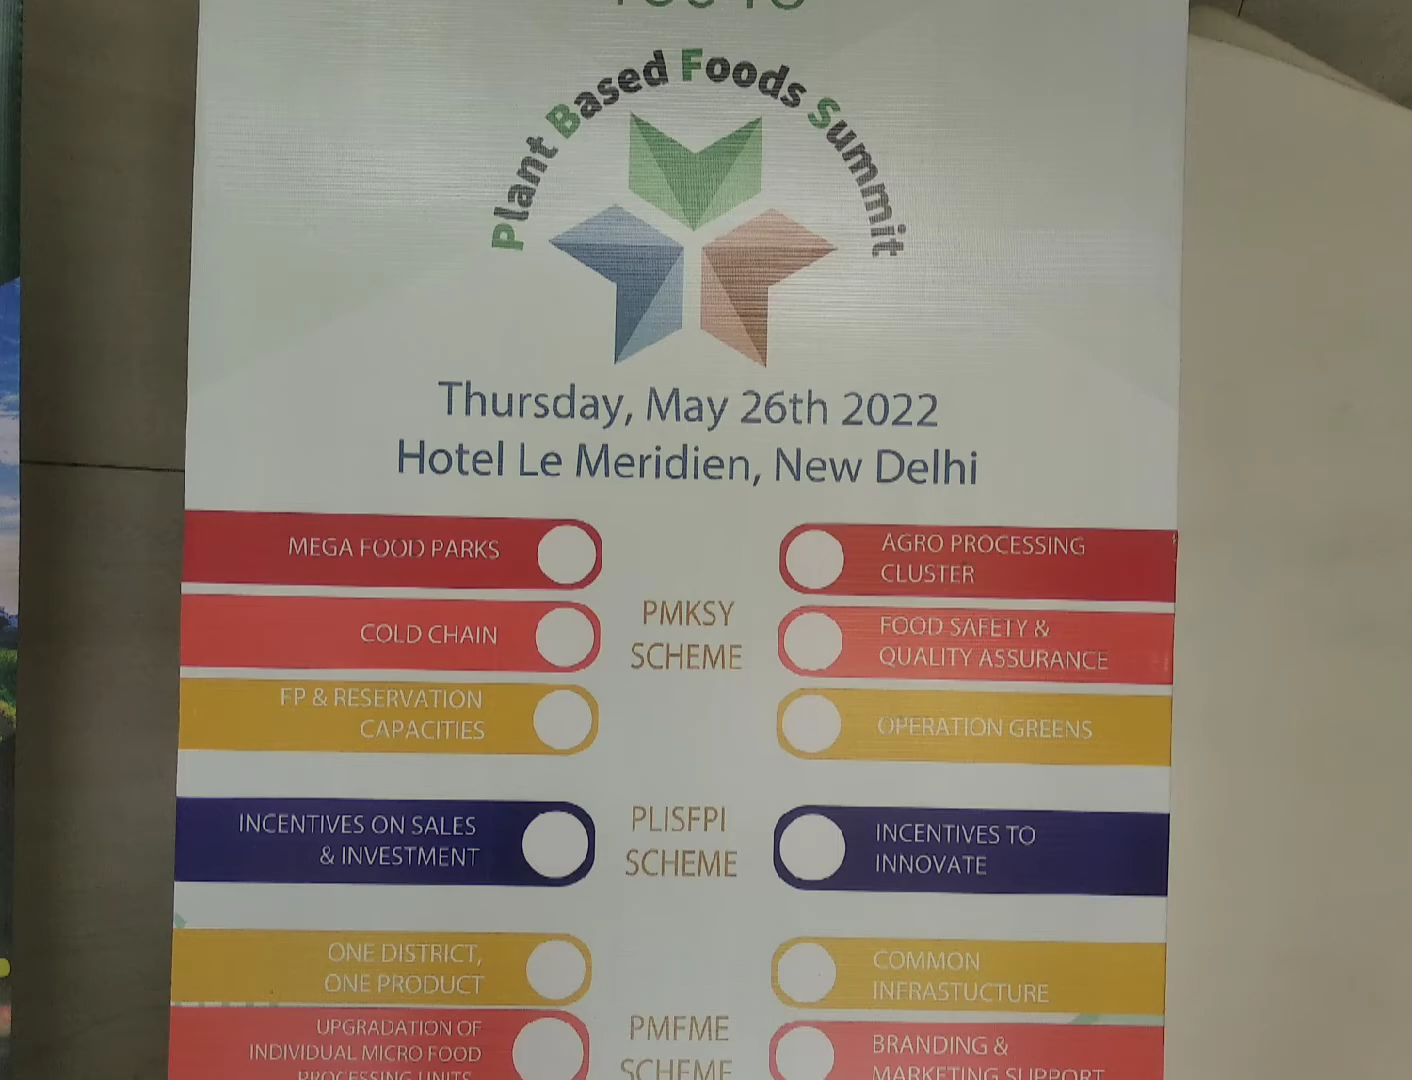 YOU TO
Plant Based Foods Summit
Thursday, May 26th 2022
Hotel Le Meridien, New Delhi
MEGA FOOD PARKS
AGRO PROCESSING
CLUSTER
COLD CHAIN
PMKSY
SCHEME
FOOD SAFETY &
QUALITY ASSURANCE
FP & RESERVATION
CAPACITIES
OPERATION GREENS
INCENTIVES ON SALES
& INVESTMENT
PLISFPI
SCHEME
INCENTIVES TO
INNOVATE
ONE DISTRICT,
ONE PRODUCT
COMMON
INFRASTUCTURE
UPGRADATION OF
INDIVIDUAL MICRO FOOD
PROCESSING UNITS
PMFME
SCHEME
BRANDING &
MARKETING SUPPORT